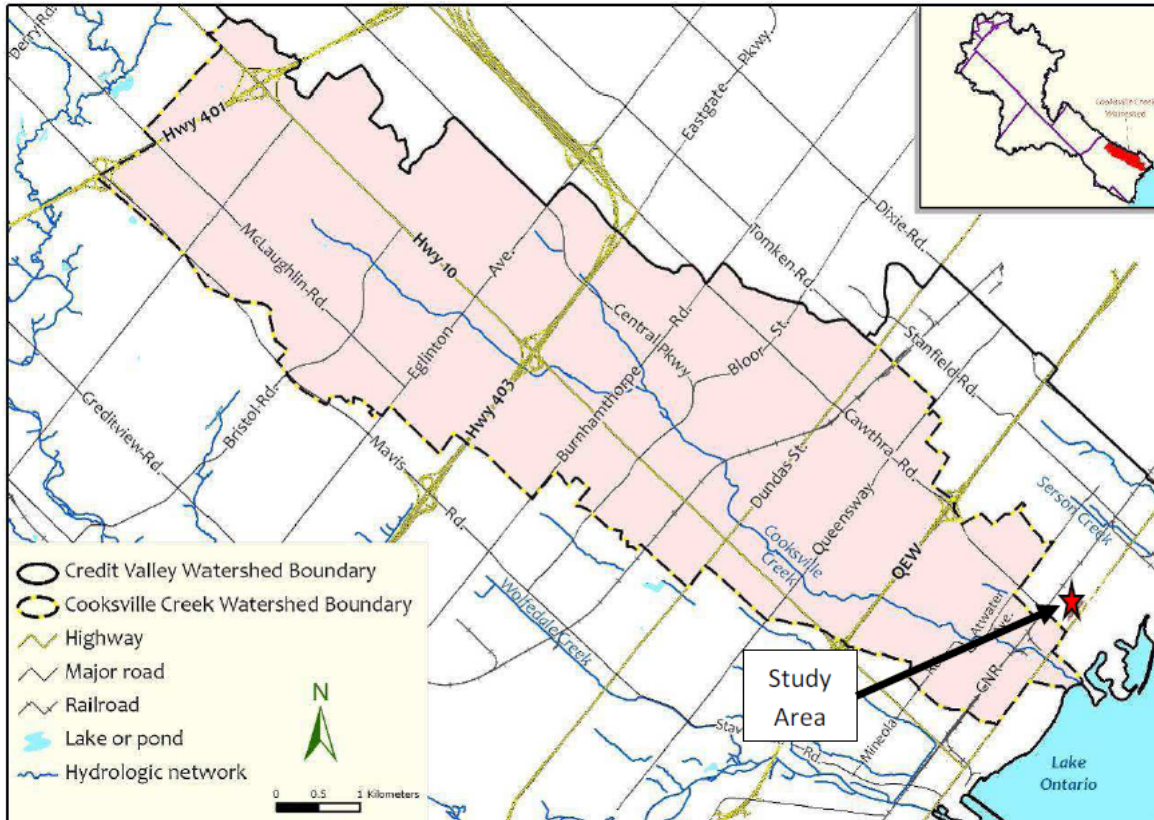 Derry Rd.
Hwy 401
Eastgate
Pkwy
Cooksville Creek
Watershed
Dixie Rd.
Tomken Rd.
McLaughlin Rd.
Hwy 10
Eglinton
Ave.
Central Pkwy
Bloor St.
Stanfield Rd.
Creditview Rd.
Bristol Rd.
Hwy 403
Burnhamthorpe
Rd.
Mavis
Rd.
Cawthra Rd.
Dundas St.
Queensway
Serson Creek
Cooksville
Creek
QEW
Wolfedale Creek
Atwater
Ave.
GNR
Mineola
Rd.
Study
Area
Lake
Ontario
Credit Valley Watershed Boundary
Cooksville Creek Watershed Boundary
Highway
Major road
Railroad
Lake or pond
Hydrologic network
N
0 0.5 1 Kilometers